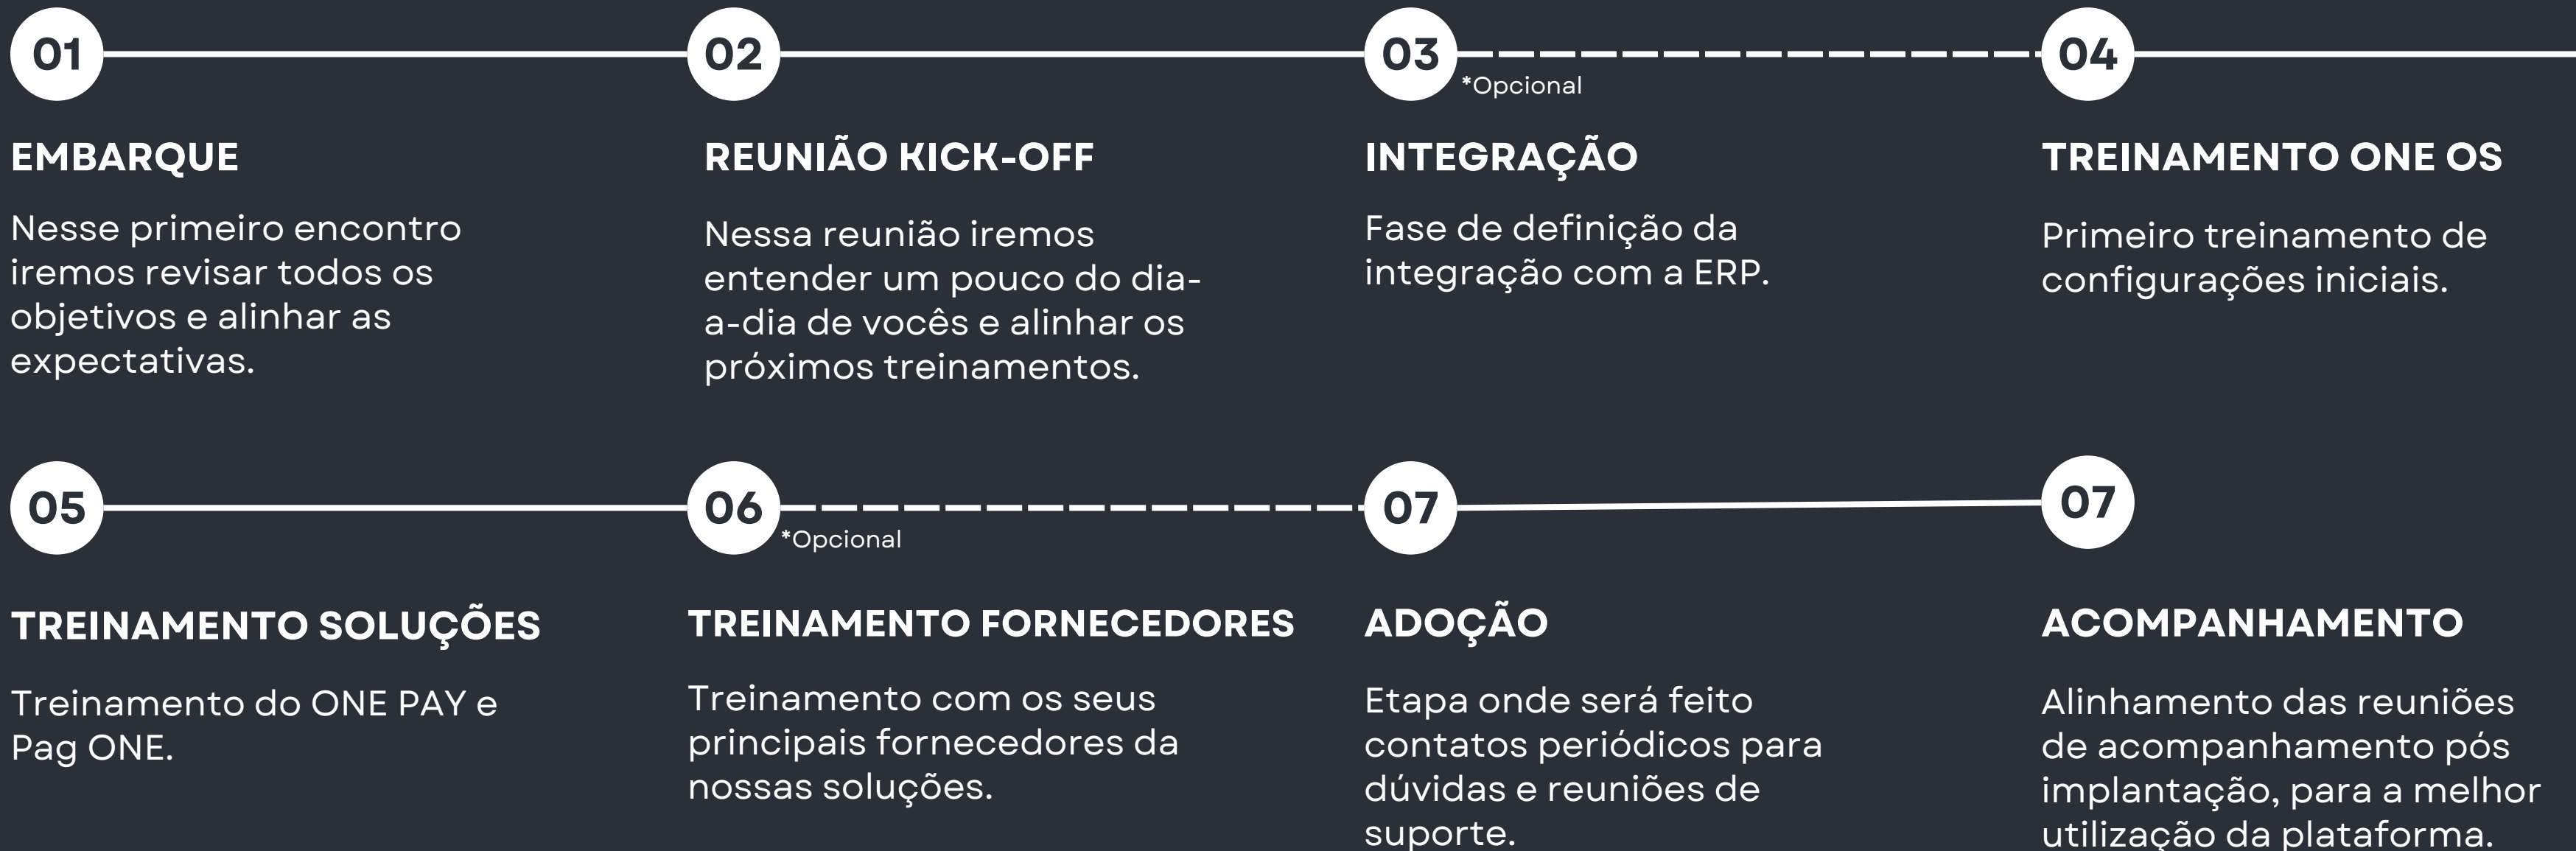 01
02
03
*Opcional
04
EMBARQUE
Nesse primeiro encontro
iremos revisar todos os
objetivos e alinhar as
expectativas.
REUNIÃO KICK-OFF
Nessa reunião iremos
entender um pouco do dia-
a-dia de vocês e alinhar os
próximos treinamentos.
INTEGRAÇÃO
Fase de definição da
integração com a ERP.
TREINAMENTO ONE OS
Primeiro treinamento de
configurações iniciais.
05
06
*Opcional
07
07
TREINAMENTO SOLUÇÕES
Treinamento do ONE PAY e
Pag ONE.
TREINAMENTO FORNECEDORES
Treinamento com os seus
principais fornecedores da
nossas soluções.
ADOÇÃO
Etapa onde será feito
contatos periódicos para
dúvidas e reuniões de
suporte.
ACOMPANHAMENTO
Alinhamento das reuniões
de acompanhamento pós
implantação, para a melhor
utilização da plataforma.